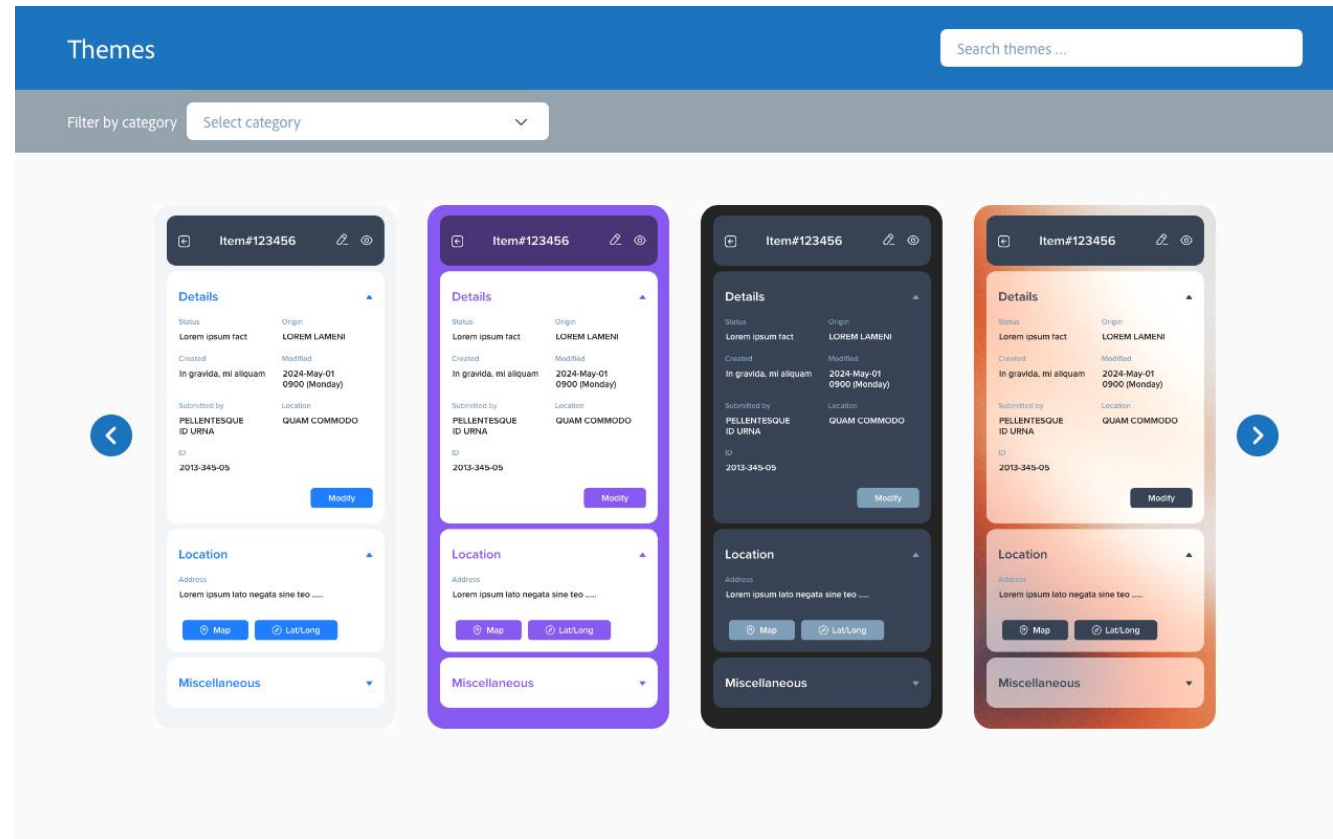 Themes
Search themes ...
Filter by category
Select category
Item#123456
Details
Status Origin
Lorem ipsum fact LOREM LAMENI
Created Modified
In gravida, mi aliquam 2024-May-01
0900 (Monday)
Submitted by Location
PELLENTESQUE QUAM COMMODO
ID URNA
ID
2013-345-05
Modify
Location
Address
Lorem ipsum lato negata sine teo .....
Map Lat/Long
Miscellaneous
Item#123456
Details
Status Origin
Lorem ipsum fact LOREM LAMENI
Created Modified
In gravida, mi aliquam 2024-May-01
0900 (Monday)
Submitted by Location
PELLENTESQUE QUAM COMMODO
ID URNA
ID
2013-345-05
Modify
Location
Address
Lorem ipsum lato negata sine teo .....
Map Lat/Long
Miscellaneous
Item#123456
Details
Status Origin
Lorem ipsum fact LOREM LAMENI
Created Modified
In gravida, mi aliquam 2024-May-01
0900 (Monday)
Submitted by Location
PELLENTESQUE QUAM COMMODO
ID URNA
ID
2013-345-05
Modify
Location
Address
Lorem ipsum lato negata sine teo .....
Map Lat/Long
Miscellaneous
Item#123456
Details
Status Origin
Lorem ipsum fact LOREM LAMENI
Created Modified
In gravida, mi aliquam 2024-May-01
0900 (Monday)
Submitted by Location
PELLENTESQUE QUAM COMMODO
ID URNA
ID
2013-345-05
Modify
Location
Address
Lorem ipsum lato negata sine teo .....
Map Lat/Long
Miscellaneous